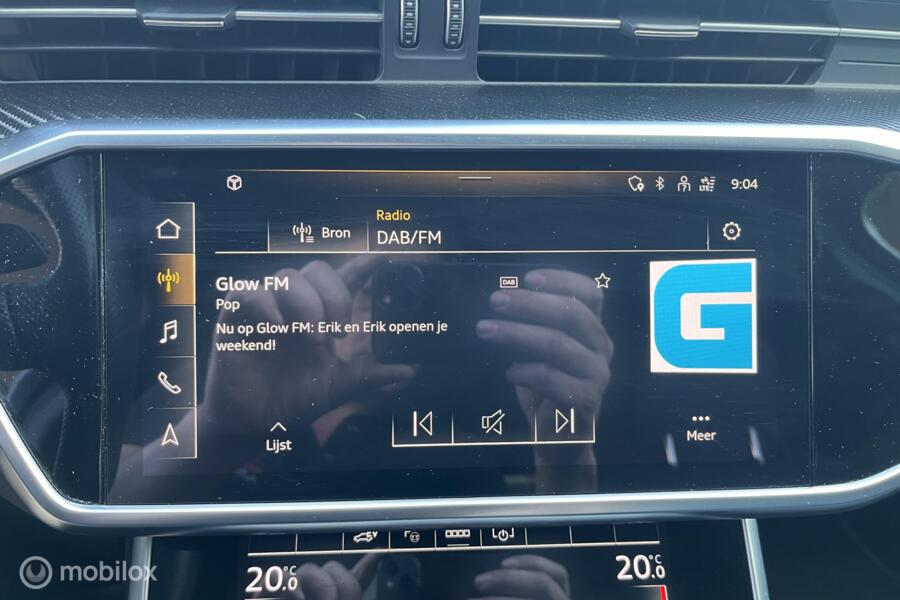 LTE
9:04
Radio
Bron
DAB/FM
Glow FM
DAB
Pop
Nu op Glow FM: Erik en Erik openen je
weekend!
G
Lijst
Meer
20.0 °C
20.0 °C
mobilox